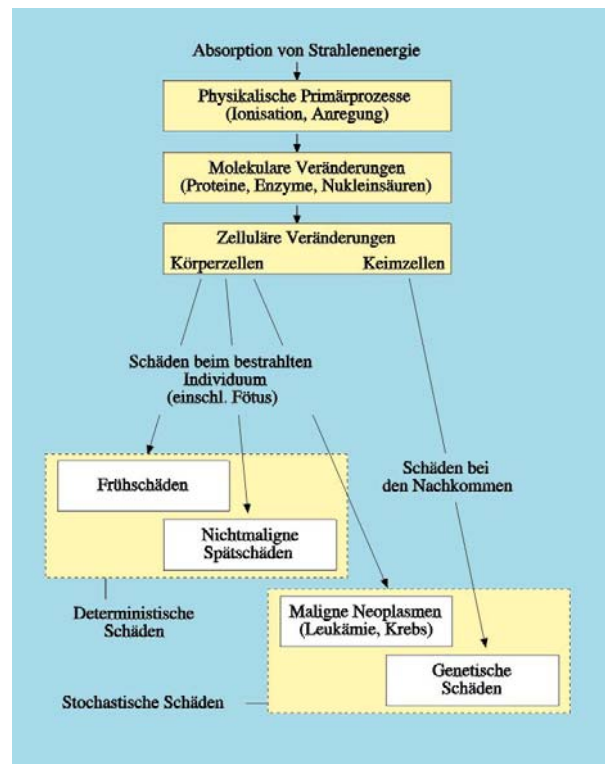 Absorption von Strahlenenergie
Physikalische Primärprozesse
(Ionisation, Anregung)
Molekulare Veränderungen
(Proteine, Enzyme, Nukleinsäuren)
Zelluläre Veränderungen
Körperzellen Keimzellen
Schäden beim bestrahlten
Individuum
(einschl. Fötus)
Schäden bei
den Nachkommen
Frühschäden
Nichtmaligne
Spätschäden
Deterministische
Schäden
Maligne Neoplasmen
(Leukämie, Krebs)
Genetische
Schäden
Stochastische Schäden